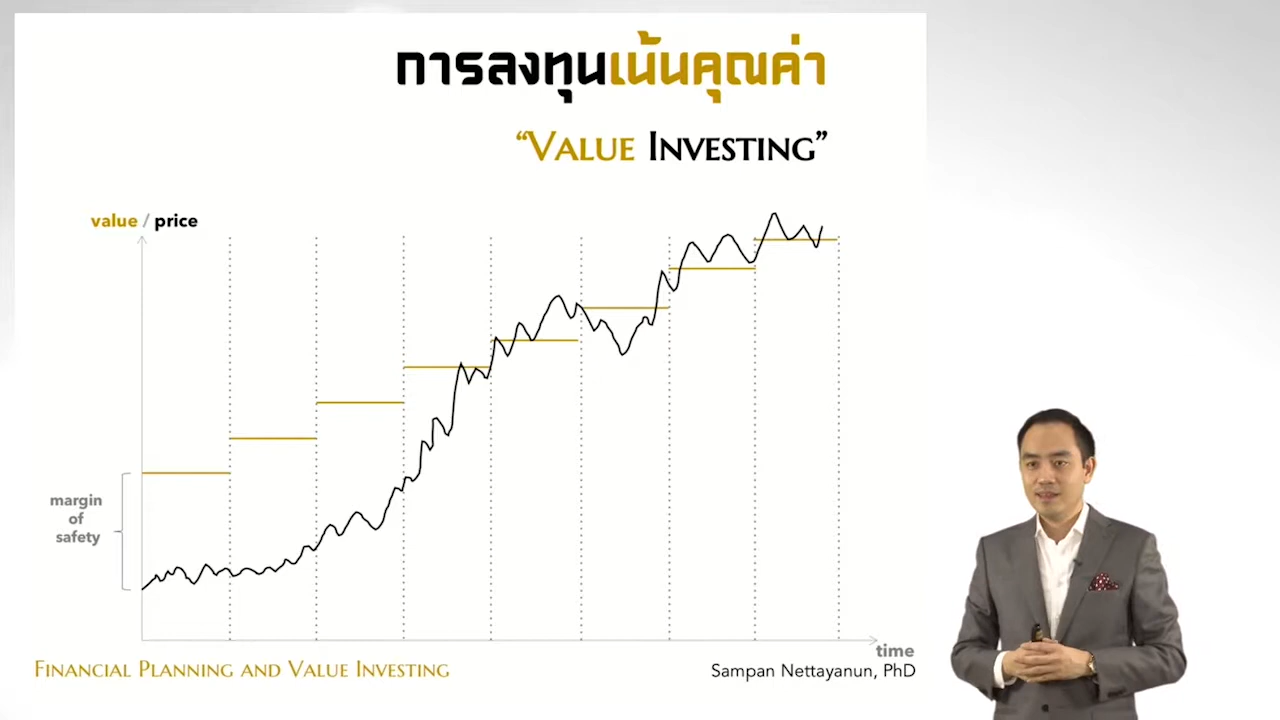 การลงทุนเน้นคุณค่า
“VALUE INVESTING”
value / price
margin
of
safety
time
FINANCIAL PLANNING AND VALUE INVESTING
Sampan Nettayanun, PhD